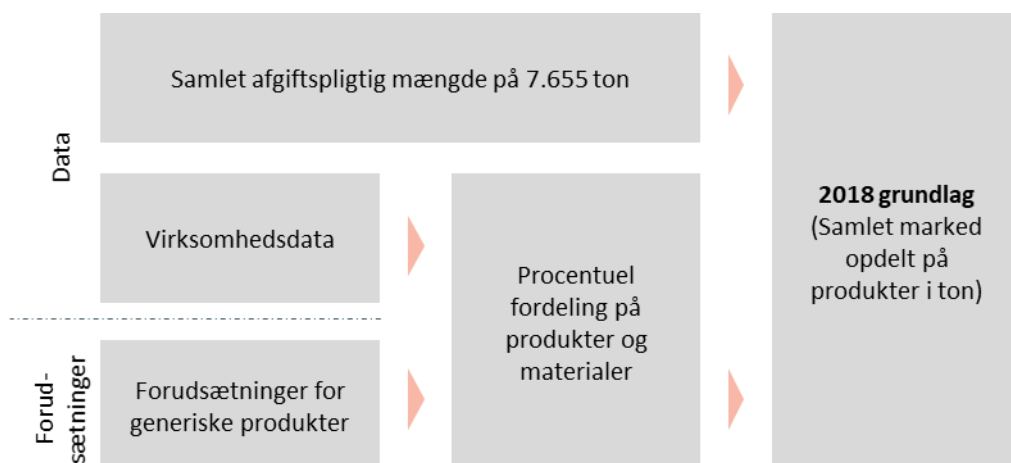 Data
Samlet afgiftspligtig mængde på 7.655 ton
Virksomhedsdata
Forud-
sætninger
Forudsætninger for
generiske produkter
Procentuel
fordeling på
produkter og
materialer
2018 grundlag
(Samlet marked
opdelt på
produkter i ton)